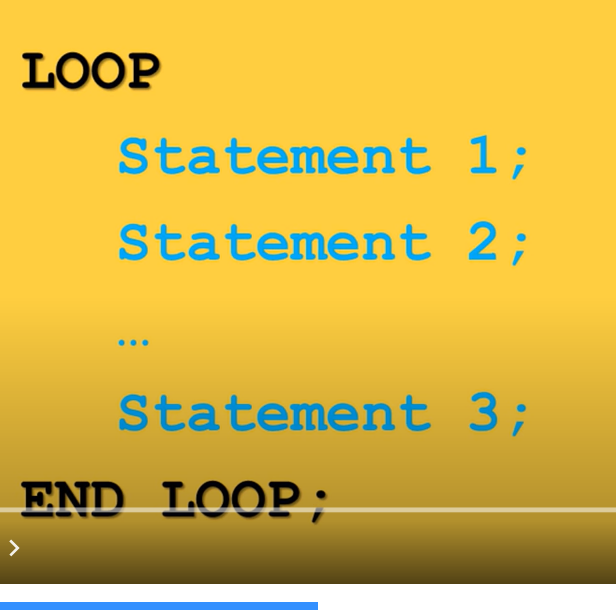 LOOP
Statement 1;
Statement 2;
...
Statement 3;
END LOOP;